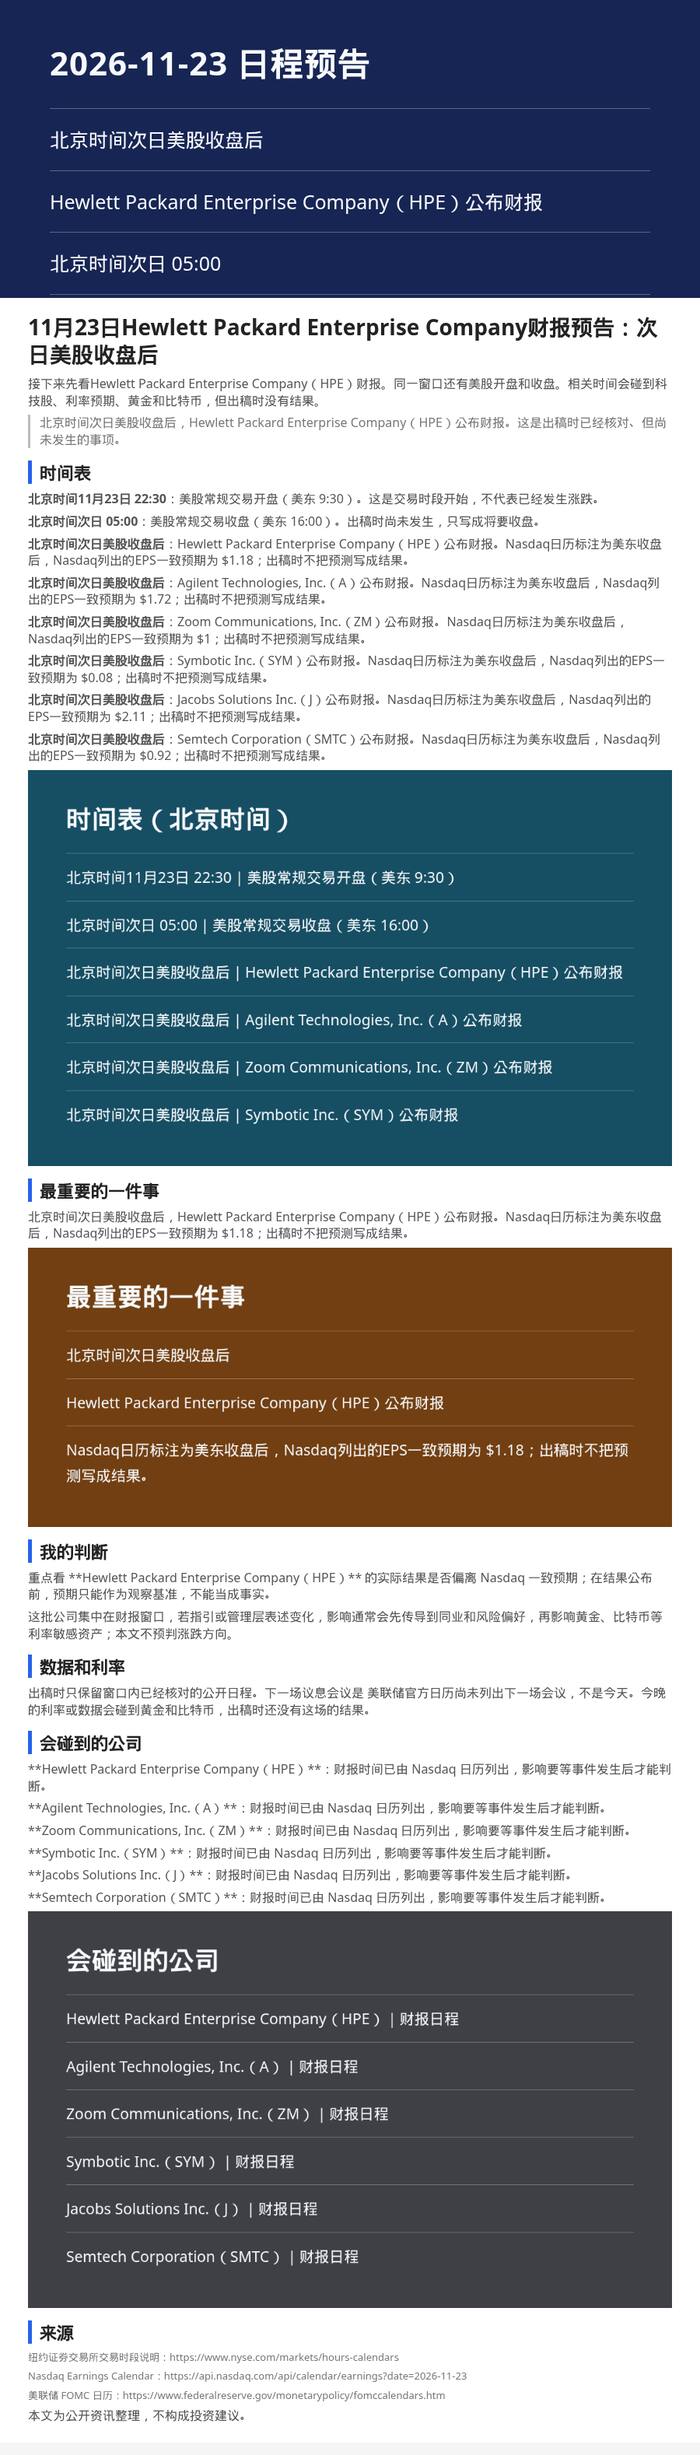 2026-11-23 日程预告
北京时间次日美股收盘后
Hewlett Packard Enterprise Company（HPE）公布财报
北京时间次日 05:00
11月23日Hewlett Packard Enterprise Company财报预告：次
日美股收盘后
接下来先看Hewlett Packard Enterprise Company（HPE）财报。同一窗口还有美股开盘和收盘。相关时间会碰到科
技股、利率预期、黄金和比特币，但出稿时没有结果。
北京时间次日美股收盘后，Hewlett Packard Enterprise Company（HPE）公布财报。这是出稿时已经核对、但尚
未发生的事项。
时间表
北京时间11月23日 22:30：美股常规交易开盘（美东 9:30）。这是交易时段开始，不代表已经发生涨跌。
北京时间次日 05:00：美股常规交易收盘（美东 16:00）。出稿时尚未发生，只写成将要收盘。
北京时间次日美股收盘后：Hewlett Packard Enterprise Company（HPE）公布财报。Nasdaq日历标注为美东收盘
后，Nasdaq列出的EPS一致预期为 $1.18；出稿时不把预测写成结果。
北京时间次日美股收盘后：Agilent Technologies, Inc.（A）公布财报。Nasdaq日历标注为美东收盘后，Nasdaq列
出的EPS一致预期为 $1.72；出稿时不把预测写成结果。
北京时间次日美股收盘后：Zoom Communications, Inc.（ZM）公布财报。Nasdaq日历标注为美东收盘后，
Nasdaq列出的EPS一致预期为 $1；出稿时不把预测写成结果。
北京时间次日美股收盘后：Symbotic Inc.（SYM）公布财报。Nasdaq日历标注为美东收盘后，Nasdaq列出的EPS一
致预期为 $0.08；出稿时不把预测写成结果。
北京时间次日美股收盘后：Jacobs Solutions Inc.（J）公布财报。Nasdaq日历标注为美东收盘后，Nasdaq列出的
EPS一致预期为 $2.11；出稿时不把预测写成结果。
北京时间次日美股收盘后：Semtech Corporation（SMTC）公布财报。Nasdaq日历标注为美东收盘后，Nasdaq列
出的EPS一致预期为 $0.92；出稿时不把预测写成结果。
时间表（北京时间）
北京时间11月23日 22:30 | 美股常规交易开盘（美东 9:30）
北京时间次日 05:00 | 美股常规交易收盘（美东 16:00）
北京时间次日美股收盘后 | Hewlett Packard Enterprise Company（HPE）公布财报
北京时间次日美股收盘后 | Agilent Technologies, Inc.（A）公布财报
北京时间次日美股收盘后 | Zoom Communications, Inc.（ZM）公布财报
北京时间次日美股收盘后 | Symbotic Inc.（SYM）公布财报
最重要的一件事
北京时间次日美股收盘后，Hewlett Packard Enterprise Company（HPE）公布财报。Nasdaq日历标注为美东收盘
后，Nasdaq列出的EPS一致预期为 $1.18；出稿时不把预测写成结果。
最重要的一件事
北京时间次日美股收盘后
Hewlett Packard Enterprise Company（HPE）公布财报
Nasdaq日历标注为美东收盘后，Nasdaq列出的EPS一致预期为 $1.18；出稿时不把预
测写成结果。
我的判断
重点看 **Hewlett Packard Enterprise Company（HPE）** 的实际结果是否偏离 Nasdaq 一致预期；在结果公布
前，预期只能作为观察基准，不能当成事实。
这批公司集中在财报窗口，若指引或管理层表述变化，影响通常会先传导到同业和风险偏好，再影响黄金、比特币等
利率敏感资产；本文不预判涨跌方向。
数据和利率
出稿时只保留窗口内已经核对的公开日程。下一场议息会议是 美联储官方日历尚未列出下一场会议，不是今天。今晚
的利率或数据会碰到黄金和比特币，出稿时还没有这场的结果。
会碰到的公司
**Hewlett Packard Enterprise Company（HPE）**：财报时间已由 Nasdaq 日历列出，影响要等事件发生后才能判
断。
**Agilent Technologies, Inc.（A）**：财报时间已由 Nasdaq 日历列出，影响要等事件发生后才能判断。
**Zoom Communications, Inc.（ZM）**：财报时间已由 Nasdaq 日历列出，影响要等事件发生后才能判断。
**Symbotic Inc.（SYM）**：财报时间已由 Nasdaq 日历列出，影响要等事件发生后才能判断。
**Jacobs Solutions Inc.（J）**：财报时间已由 Nasdaq 日历列出，影响要等事件发生后才能判断。
**Semtech Corporation（SMTC）**：财报时间已由 Nasdaq 日历列出，影响要等事件发生后才能判断。
会碰到的公司
Hewlett Packard Enterprise Company（HPE） | 财报日程
Agilent Technologies, Inc.（A） | 财报日程
Zoom Communications, Inc.（ZM） | 财报日程
Symbotic Inc.（SYM） | 财报日程
Jacobs Solutions Inc.（J） | 财报日程
Semtech Corporation（SMTC） | 财报日程
来源
纽约证券交易所交易时段说明：https://www.nyse.com/markets/hours-calendars
Nasdaq Earnings Calendar：https://api.nasdaq.com/api/calendar/earnings?date=2026-11-23
美联储 FOMC 日历：https://www.federalreserve.gov/monetarypolicy/fomccalendars.htm
本文为公开资讯整理，不构成投资建议。